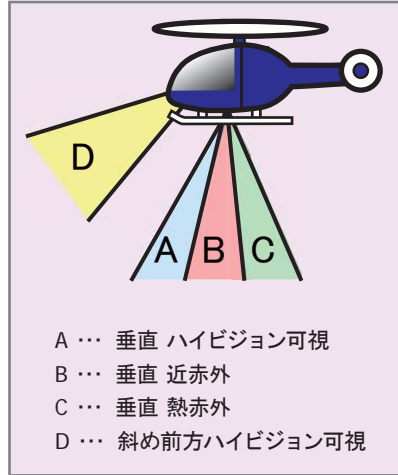 D
A B C
A … 垂直 ハイビジョン可視
B … 垂直 近赤外
C … 垂直 熱赤外
D … 斜め前方ハイビジョン可視